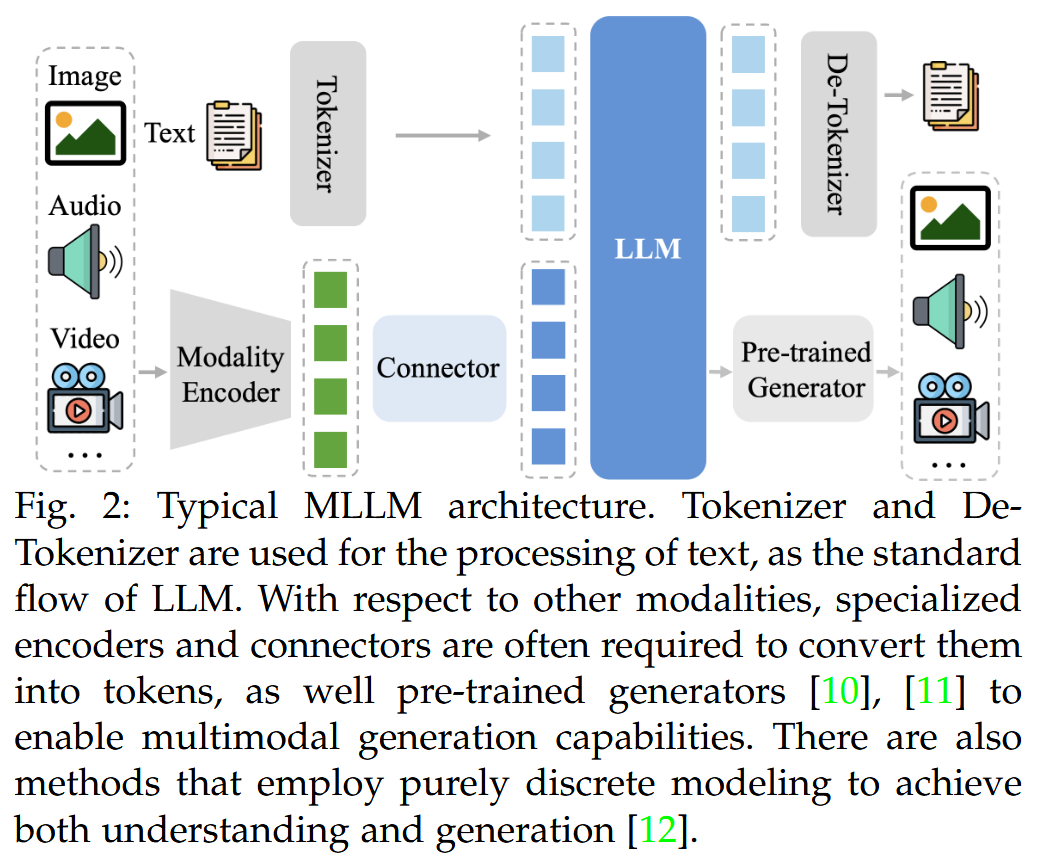 Image
Text
Tokenizer
Audio
Video
...
Modality
Encoder
Connector
LLM
De-Tokenizer
Pre-trained
Generator
...
Fig. 2: Typical MLLM architecture. Tokenizer and De-
Tokenizer are used for the processing of text, as the standard
flow of LLM. With respect to other modalities, specialized
encoders and connectors are often required to convert them
into tokens, as well pre-trained generators [10], [11] to
enable multimodal generation capabilities. There are also
methods that employ purely discrete modeling to achieve
both understanding and generation [12].